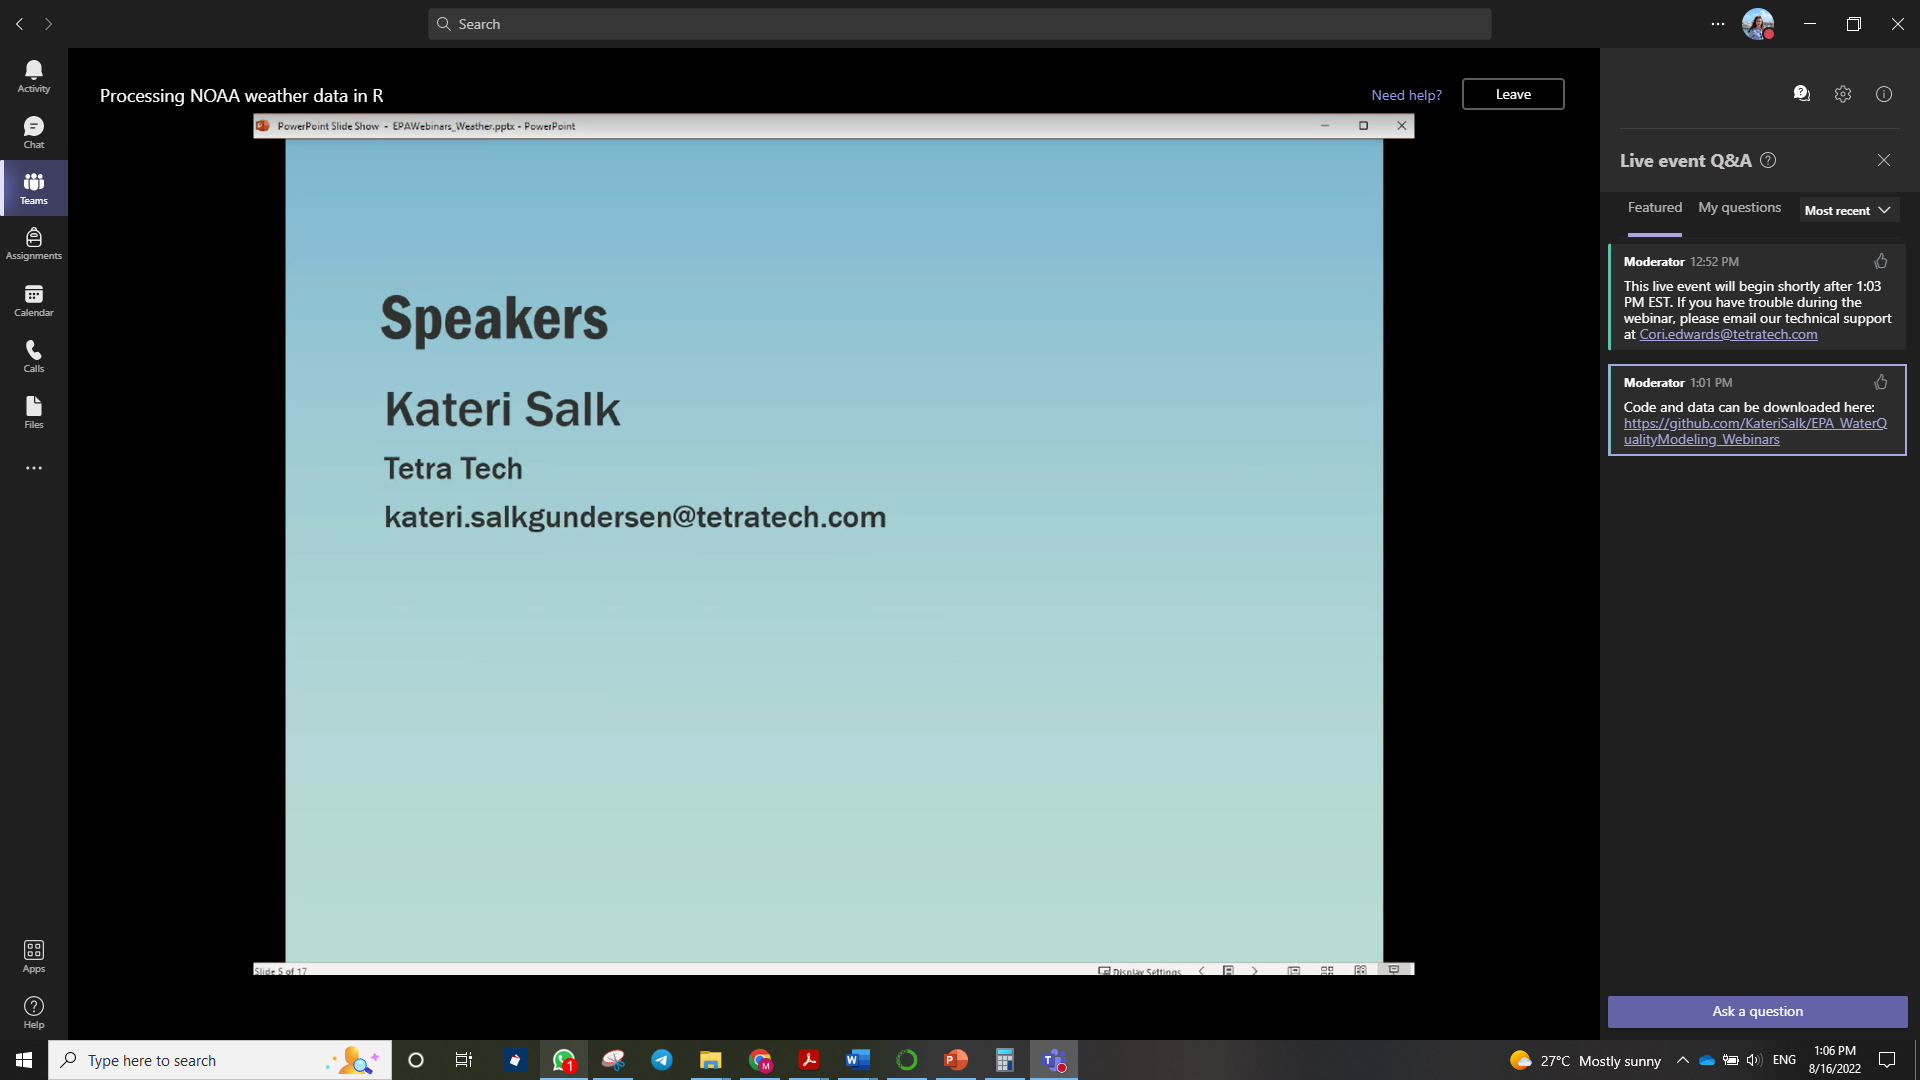 Search
Activity
Chat
Teams
Assignments
Calendar
Calls
Files
Apps
Help
Processing NOAA weather data in R
Need help?
Leave
PowerPoint Slide Show - EPAWebinars_Weather.pptx - PowerPoint
Speakers
Kateri Salk
Tetra Tech
kateri.salkgundersen@tetratech.com
Slide 5 of 17
Display Settings
Live event Q&A
Featured
My questions
Most recent
Moderator 12:52 PM
This live event will begin shortly after 1:03
PM EST. If you have trouble during the
webinar, please email our technical support
at Cori.edwards@tetratech.com
Moderator 1:01 PM
Code and data can be downloaded here:
https://github.com/KateriSalk/EPA_WaterQ
ualityModeling_Webinars
Ask a question
Type here to search
1
M
27°C Mostly sunny
ENG
1:06 PM
8/16/2022